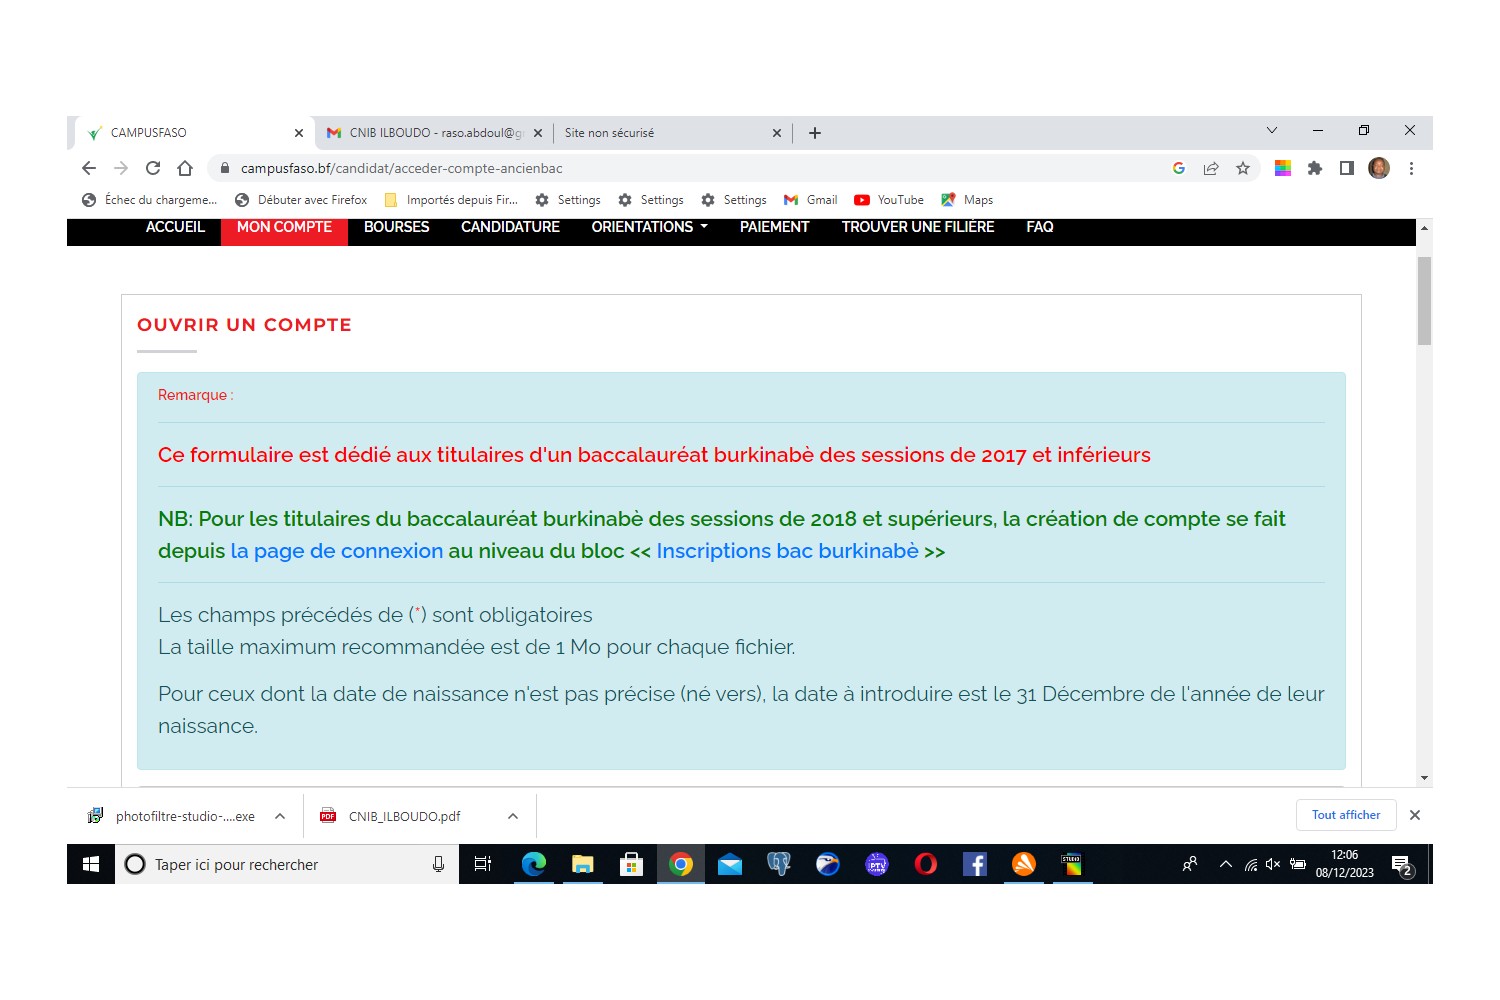 CAMPUSFASO
CNIB ILBOUDO - raso.abdoul@g
Site non sécurisé
campusfaso.bf/candidat/acceder-compte-ancienbac
Échec du chargeme...
Débuter avec Firefox
Importés depuis Fir...
Settings
Settings
Settings
Gmail
YouTube
Maps
ACCUEIL
MON COMPTE
BOURSES
CANDIDATURE
ORIENTATIONS
PAIEMENT
TROUVER UNE FILIÈRE
FAQ
OUVRIR UN COMPTE
Remarque :
Ce formulaire est dédié aux titulaires d'un baccalauréat burkinabè des sessions de 2017 et inférieurs
NB: Pour les titulaires du baccalauréat burkinabè des sessions de 2018 et supérieurs, la création de compte se fait
depuis la page de connexion au niveau du bloc << Inscriptions bac burkinabè >>
Les champs précédés de (*) sont obligatoires
La taille maximum recommandée est de 1 Mo pour chaque fichier.
Pour ceux dont la date de naissance n'est pas précise (né vers), la date à introduire est le 31 Décembre de l'année de leur
naissance.
photofiltre-studio-....exe
PDF
CNIB_ILBOUDO.pdf
Tout afficher
Taper ici pour rechercher
STUDIO
12:06
08/12/2023
2